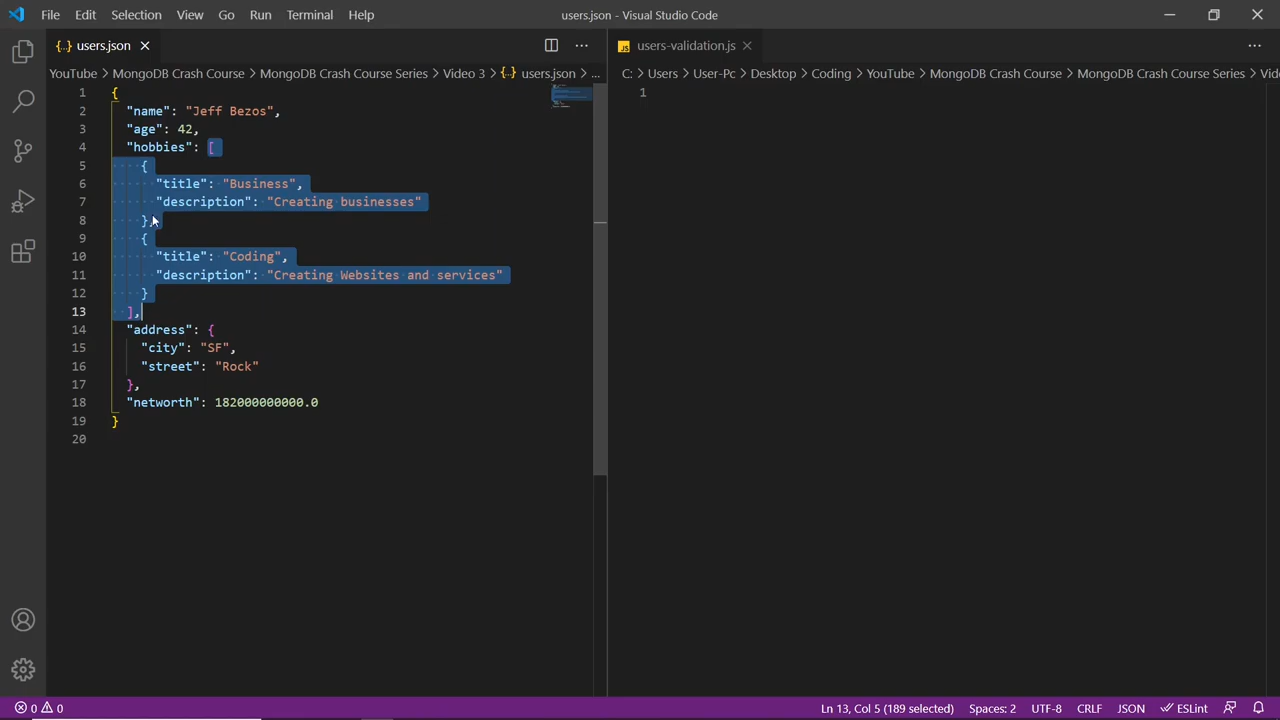 File Edit Selection View Go Run Terminal Help users.json - Visual Studio Code
{..} users.json
JS users-validation.js
YouTube > MongoDB Crash Course > MongoDB Crash Course Series > Video 3 > {..} users.json > ...
C: > Users > User-Pc > Desktop > Coding > YouTube > MongoDB Crash Course > MongoDB Crash Course Series > Vid
1 {
2 "name": "Jeff Bezos",
3 "age": 42,
4 "hobbies": [
5 {
6 "title": "Business",
7 "description": "Creating businesses"
8 },
9 {
10 "title": "Coding",
11 "description": "Creating Websites and services"
12 }
13 ],
14 "address": {
15 "city": "SF",
16 "street": "Rock"
17 },
18 "networth": 182000000000.0
19 }
20
1
0 0 Ln 13, Col 5 (189 selected) Spaces: 2 UTF-8 CRLF JSON ESLint